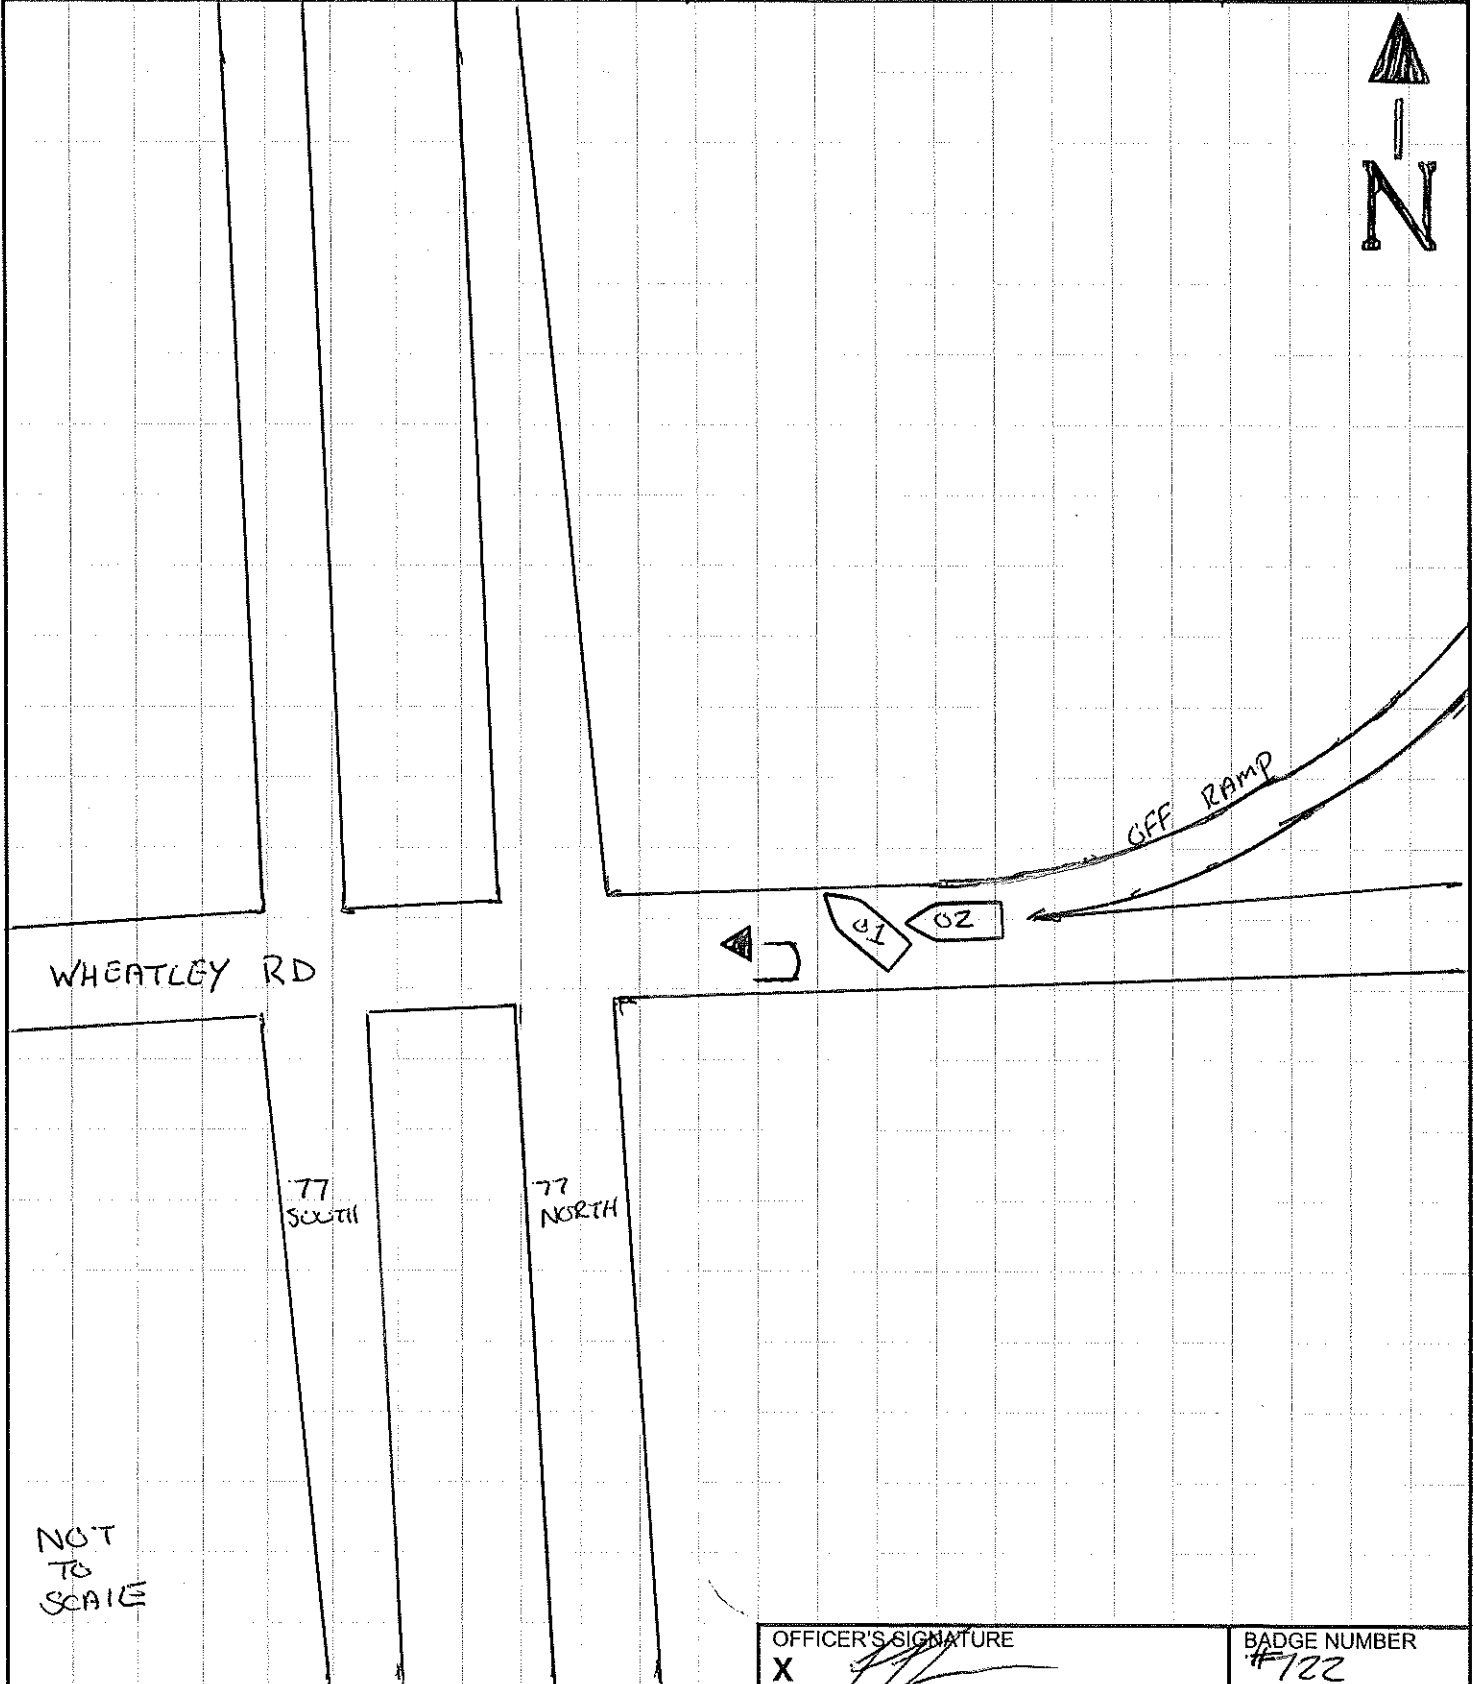 N
OFF RAMP
01
02
WHEATLEY RD
77
SOUTH
77
NORTH
NOT
TO
SCALE
OFFICER'S SIGNATURE
X
BADGE NUMBER
#722